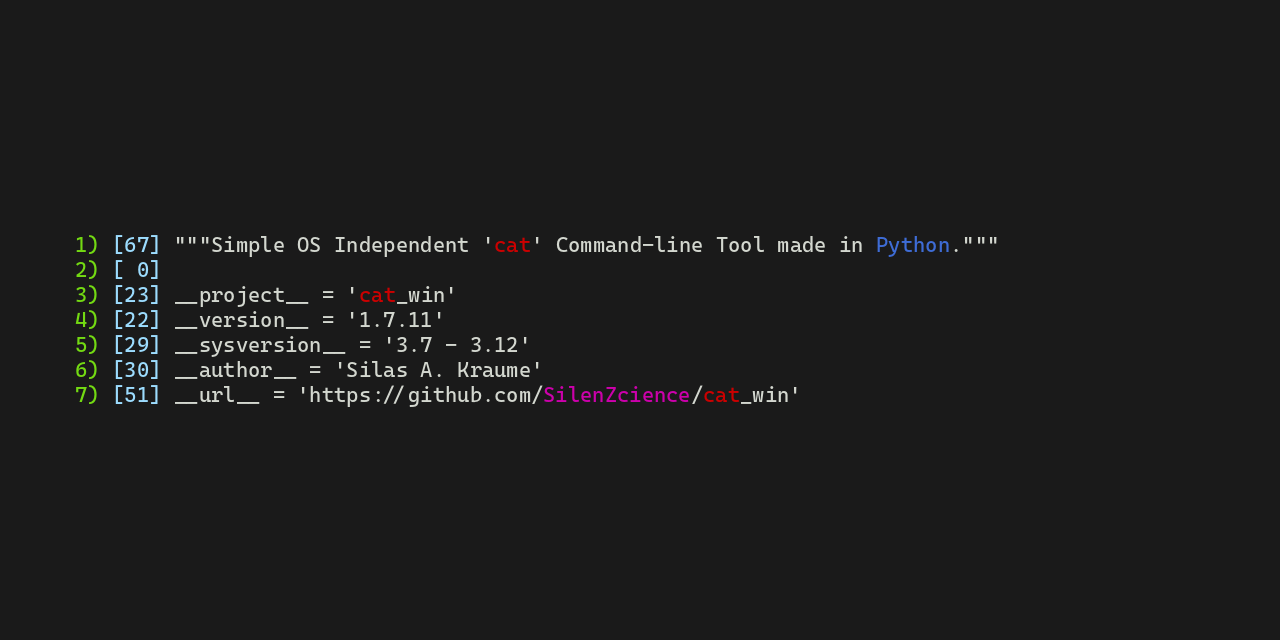 1) [67] """Simple OS Independent 'cat' Command-line Tool made in Python."""
2) [ 0]
3) [23] __project__ = 'cat_win'
4) [22] __version__ = '1.7.11'
5) [29] __sysversion__ = '3.7 - 3.12'
6) [30] __author__ = 'Silas A. Kraume'
7) [51] __url__ = 'https://github.com/SilenZcience/cat_win'